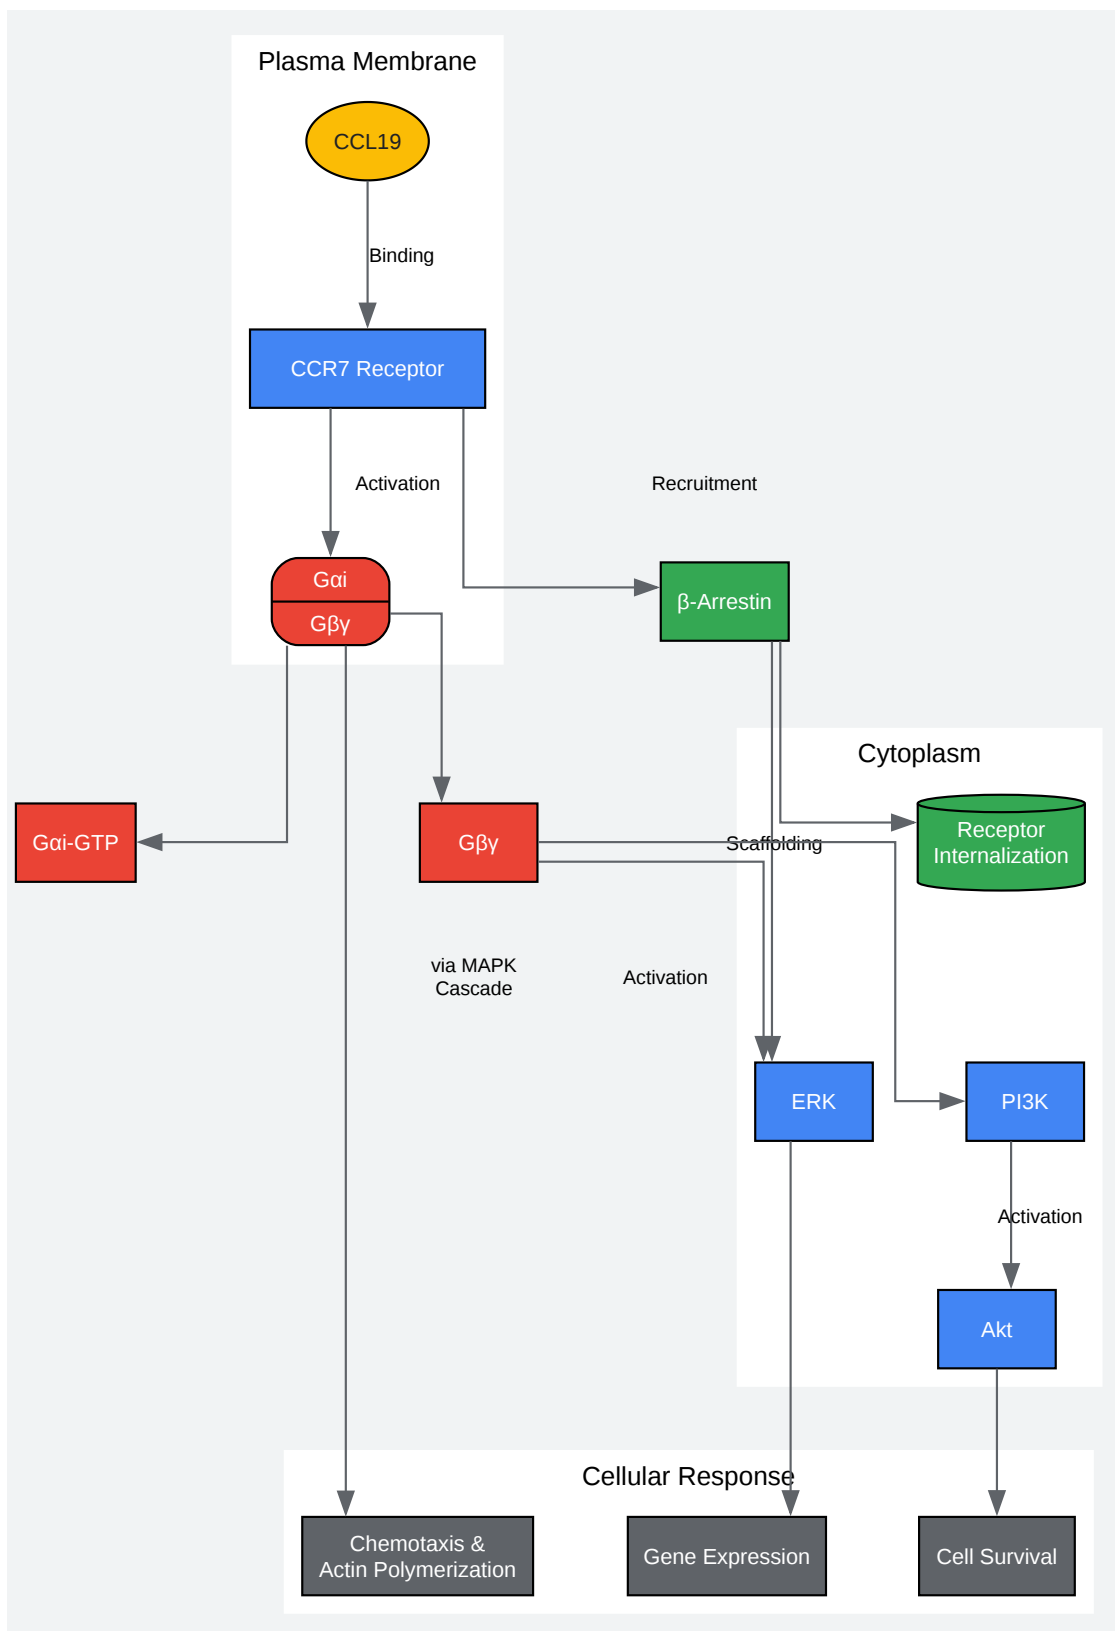 Plasma Membrane
CCL19
Binding
CCR7 Receptor
Activation
Recruitment
Gαi
Gβγ
β-Arrestin
Cytoplasm
Gαi-GTP
Gβγ
Scaffolding
Receptor
Internalization
via MAPK
Cascade
Activation
ERK
PI3K
Activation
Akt
Cellular Response
Chemotaxis &
Actin Polymerization
Gene Expression
Cell Survival